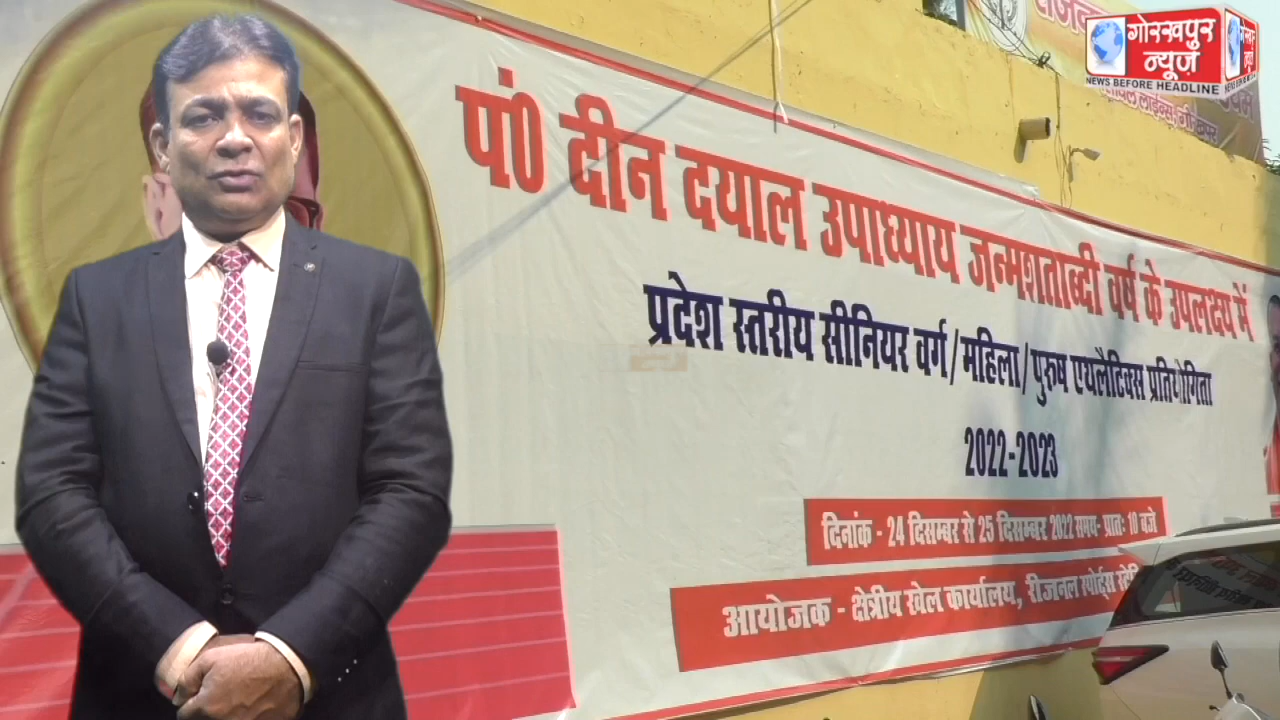 गोरखपुर
न्यूज़
NEWS BEFORE HEADLINE
पं0 दीन दयाल उपाध्याय जन्मशताब्दी वर्ष के उपलक्ष्य में
प्रदेश स्तरीय सीनियर वर्ग/महिला/पुरुष एथलैटिक्स प्रतियोगिता
2022-2023
दिनांक - 24 दिसम्बर से 25 दिसम्बर 2022 समय- प्रातः 10 बजे
आयोजक - क्षेत्रीय खेल कार्यालय, रीजनल स्पोर्ट्स